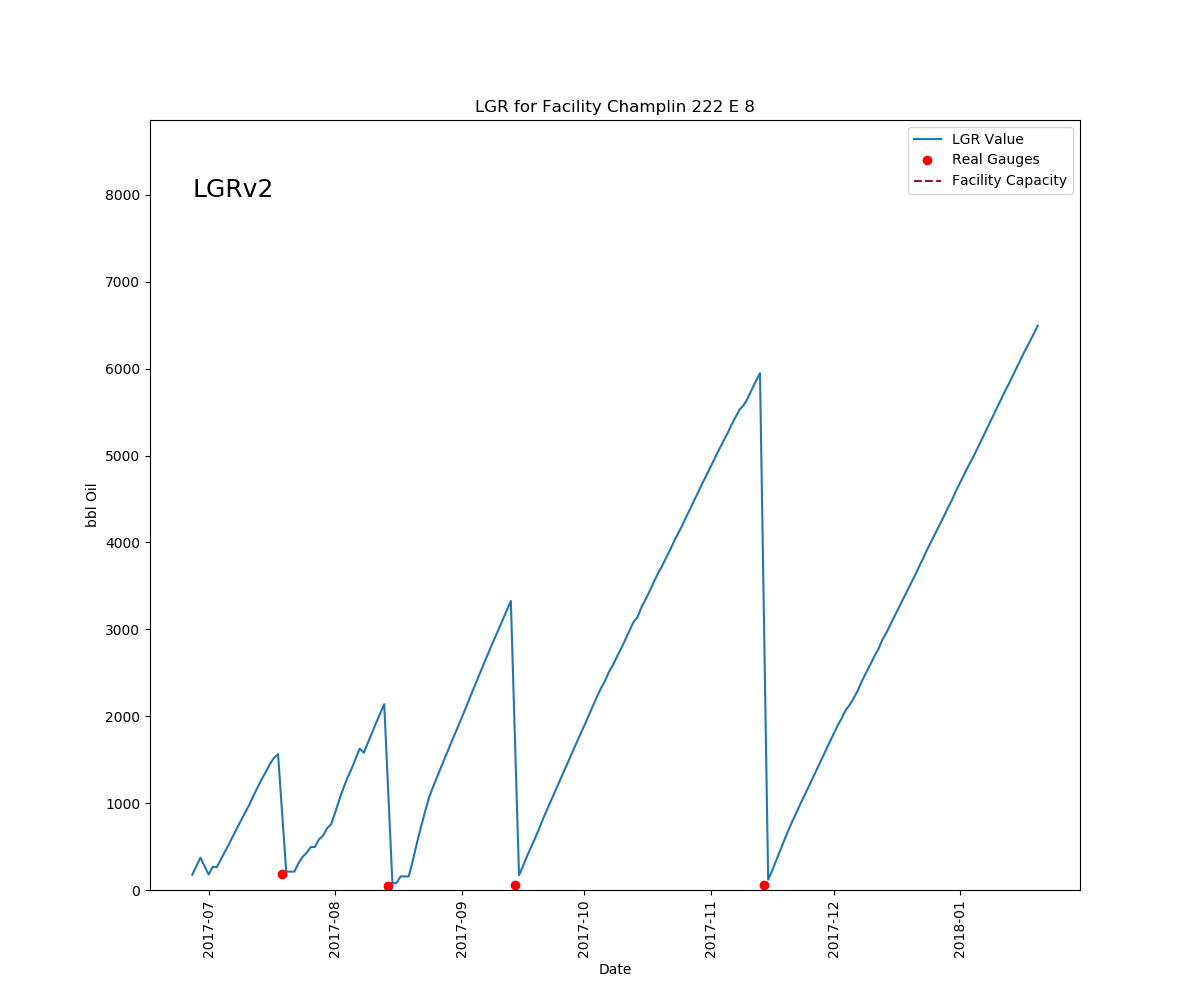 LGR for Facility Champlin 222 E 8
LGRv2
LGR Value
Real Gauges
Facility Capacity
8000
7000
6000
5000
4000
3000
2000
1000
0
bbl Oil
2017-07
2017-08
2017-09
2017-10
2017-11
2017-12
2018-01
Date